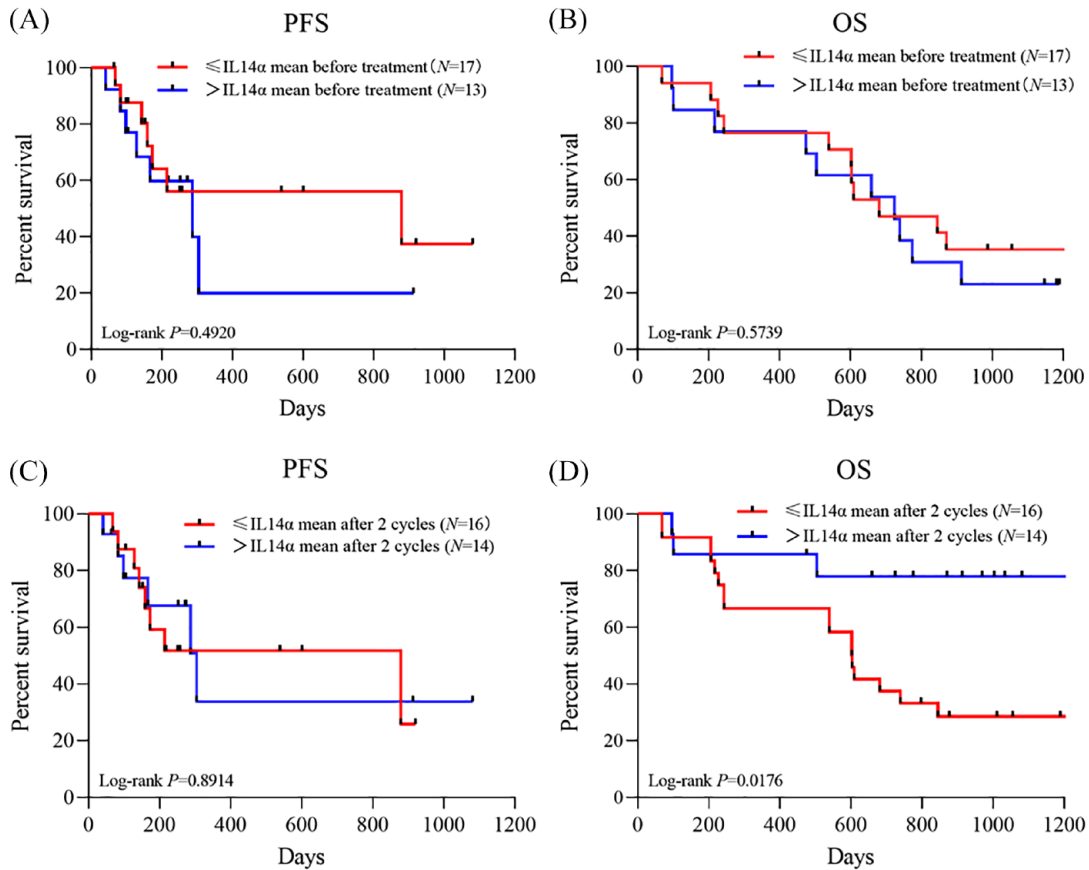 (A)
PFS
≤IL14α mean before treatment (N=17)
>IL14α mean before treatment (N=13)
Percent survival
100
80
60
40
20
0
Log-rank P=0.4920
0 200 400 600 800 1000 1200
Days
(B)
OS
≤IL14α mean before treatment (N=17)
>IL14α mean before treatment (N=13)
Percent survival
100
80
60
40
20
0
Log-rank P=0.5739
0 200 400 600 800 1000 1200
Days
(C)
PFS
≤IL14α mean after 2 cycles (N=16)
>IL14α mean after 2 cycles (N=14)
Percent survival
100
80
60
40
20
0
Log-rank P=0.8914
0 200 400 600 800 1000 1200
Days
(D)
OS
≤IL14α mean after 2 cycles (N=16)
>IL14α mean after 2 cycles (N=14)
Percent survival
100
80
60
40
20
0
Log-rank P=0.0176
0 200 400 600 800 1000 1200
Days